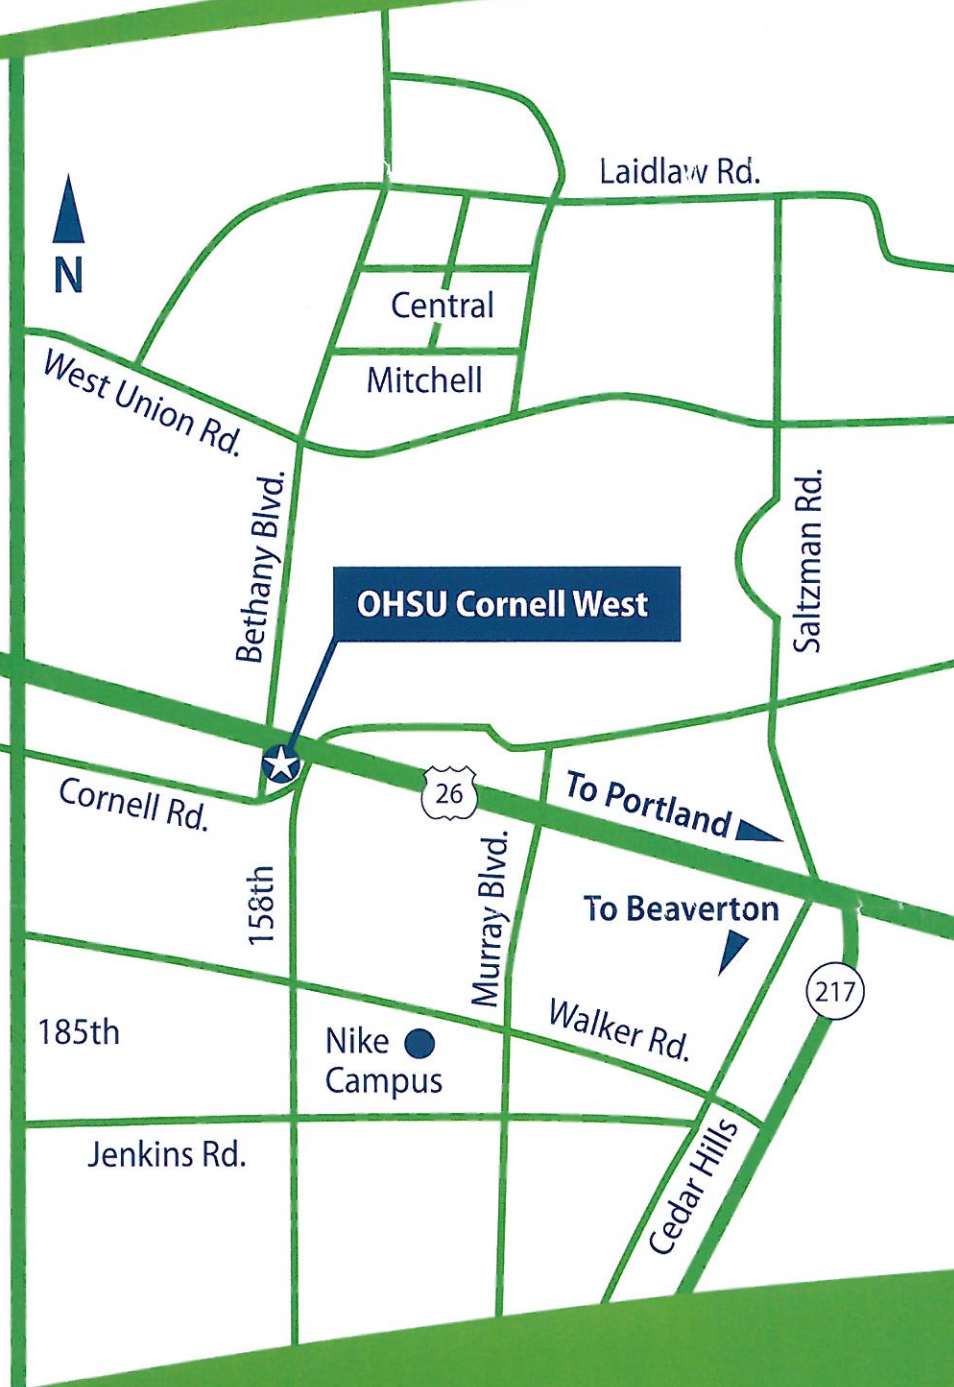 Laidlaw Rd.
N
Central
Mitchell
West Union Rd.
Bethany Blvd.
Saltzman Rd.
OHSU Cornell West
Cornell Rd.
26
To Portland
158th
Murray Blvd.
To Beaverton
217
185th
Nike
Campus
Walker Rd.
Jenkins Rd.
Cedar Hills